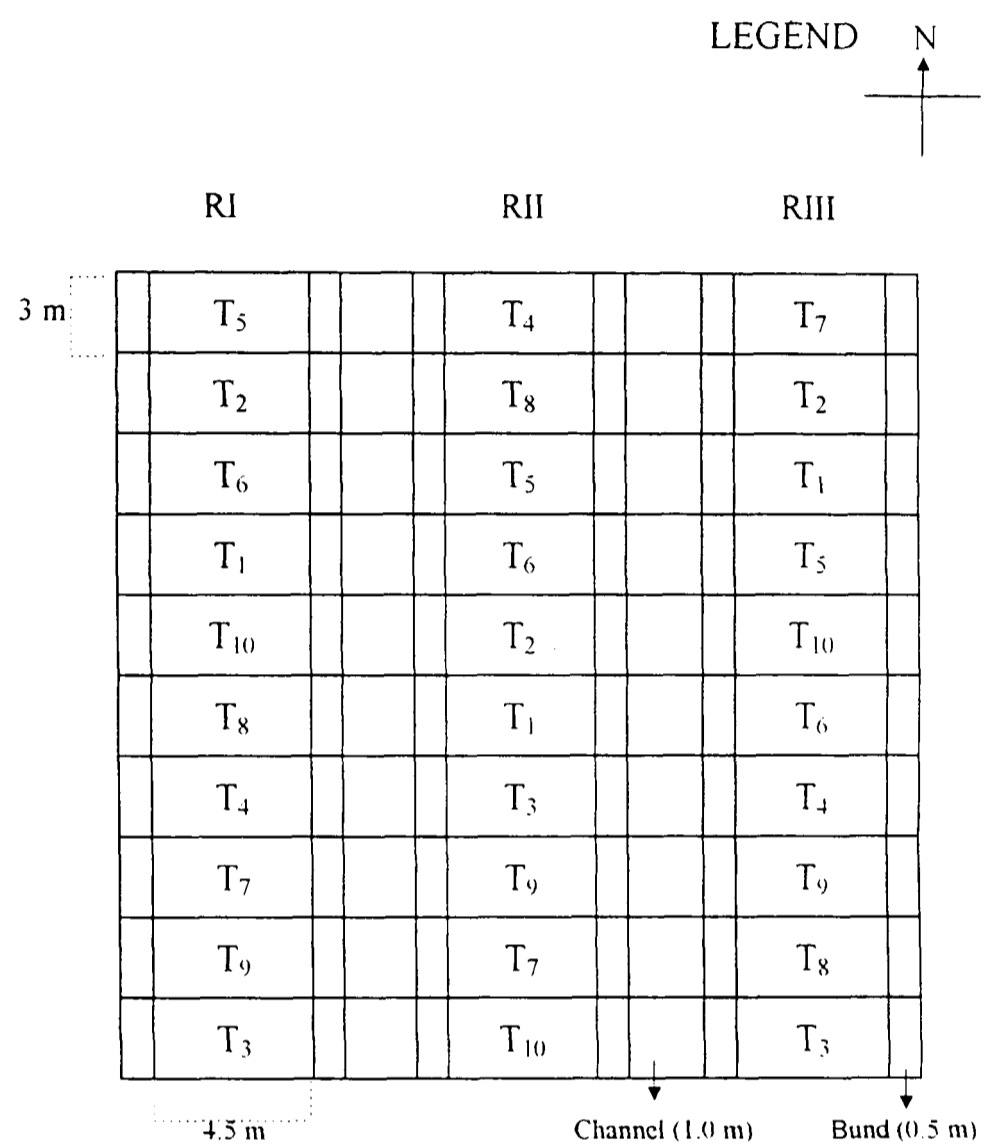 LEGEND N
RI RII RIII
3 m T₅ T₄ T₇
T₂ T₈ T₂
T₆ T₅ T₁
T₁ T₆ T₅
T₁₀ T₂ T₁₀
T₈ T₁ T₆
T₄ T₃ T₄
T₇ T₉ T₉
T₉ T₇ T₈
T₃ T₁₀ T₃
4.5 m Channel (1.0 m) Bund (0.5 m)